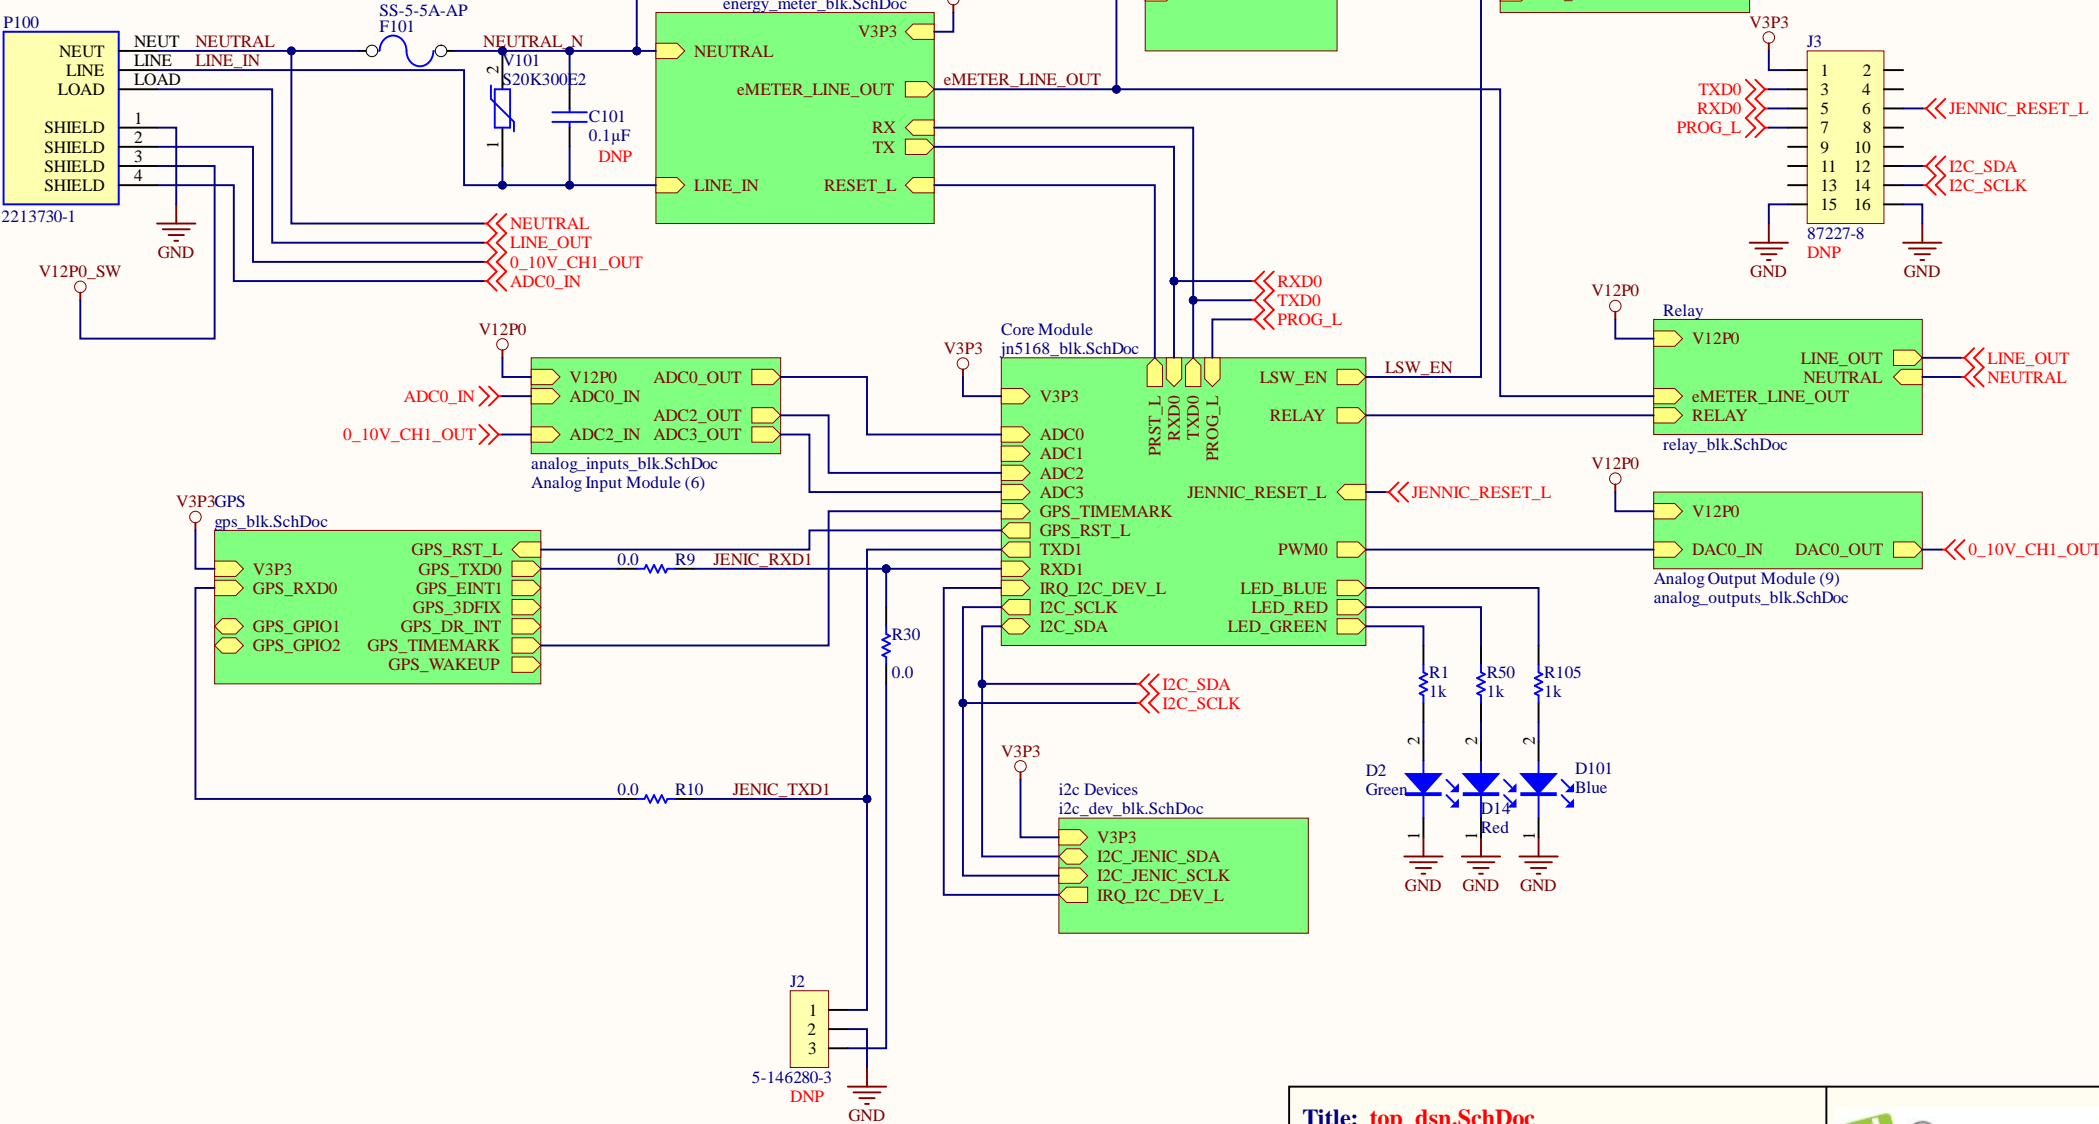 P100
NEUT
LINE
LOAD
SHIELD
SHIELD
SHIELD
SHIELD
1
2
3
4
2213730-1
NEUT NEUTRAL
LINE LINE_IN
LOAD
SS-5-5A-AP
F101
NEUTRAL_N
V101
S20K300E2
2
1
C101
0.1µF
DNP
GND
V12P0_SW
NEUTRAL
LINE_OUT
0_10V_CH1_OUT
ADC0_IN
energy_meter_blk.SchDoc
V3P3
NEUTRAL
eMETER_LINE_OUT
RX
TX
LINE_IN
RESET_L
eMETER_LINE_OUT
RXD0
TXD0
PROG_L
V3P3
J3
1 2
3 4
5 6
7 8
9 10
11 12
13 14
15 16
TXD0
RXD0
PROG_L
JENNIC_RESET_L
I2C_SDA
I2C_SCLK
87227-8
DNP
GND
GND
V12P0
V12P0 ADC0_OUT
ADC0_IN
ADC2_OUT
ADC2_IN ADC3_OUT
ADC0_IN
0_10V_CH1_OUT
analog_inputs_blk.SchDoc
Analog Input Module (6)
Core Module
jn5168_blk.SchDoc
V3P3
V3P3
ADC0
ADC1
ADC2
ADC3
GPS_TIMEMARK
GPS_RST_L
TXD1
RXD1
IRQ_I2C_DEV_L
I2C_SCLK
I2C_SDA
PRST_L
RXD0
TXD0
PROG_L
LSW_EN
RELAY
JENNIC_RESET_L
PWM0
LED_BLUE
LED_RED
LED_GREEN
LSW_EN
JENNIC_RESET_L
V12P0
Relay
V12P0
LINE_OUT
NEUTRAL
eMETER_LINE_OUT
RELAY
LINE_OUT
NEUTRAL
relay_blk.SchDoc
V12P0
V12P0
DAC0_IN DAC0_OUT
0_10V_CH1_OUT
Analog Output Module (9)
analog_outputs_blk.SchDoc
V3P3
GPS
gps_blk.SchDoc
V3P3
GPS_RXD0
GPS_GPIO1
GPS_GPIO2
GPS_RST_L
GPS_TXD0
GPS_EINT1
GPS_3DFIX
GPS_DR_INT
GPS_TIMEMARK
GPS_WAKEUP
0.0 R9 JENIC_RXD1
R30
0.0
0.0 R10 JENIC_TXD1
I2C_SDA
I2C_SCLK
R1
1k
R50
1k
R105
1k
2
2
2
D2
Green
D14
Red
D101
Blue
1
1
1
GND
GND
GND
V3P3
i2c Devices
i2c_dev_blk.SchDoc
V3P3
I2C_JENIC_SDA
I2C_JENIC_SCLK
IRQ_I2C_DEV_L
J2
1
2
3
5-146280-3
DNP
GND
Title: top_dsn.SchDoc